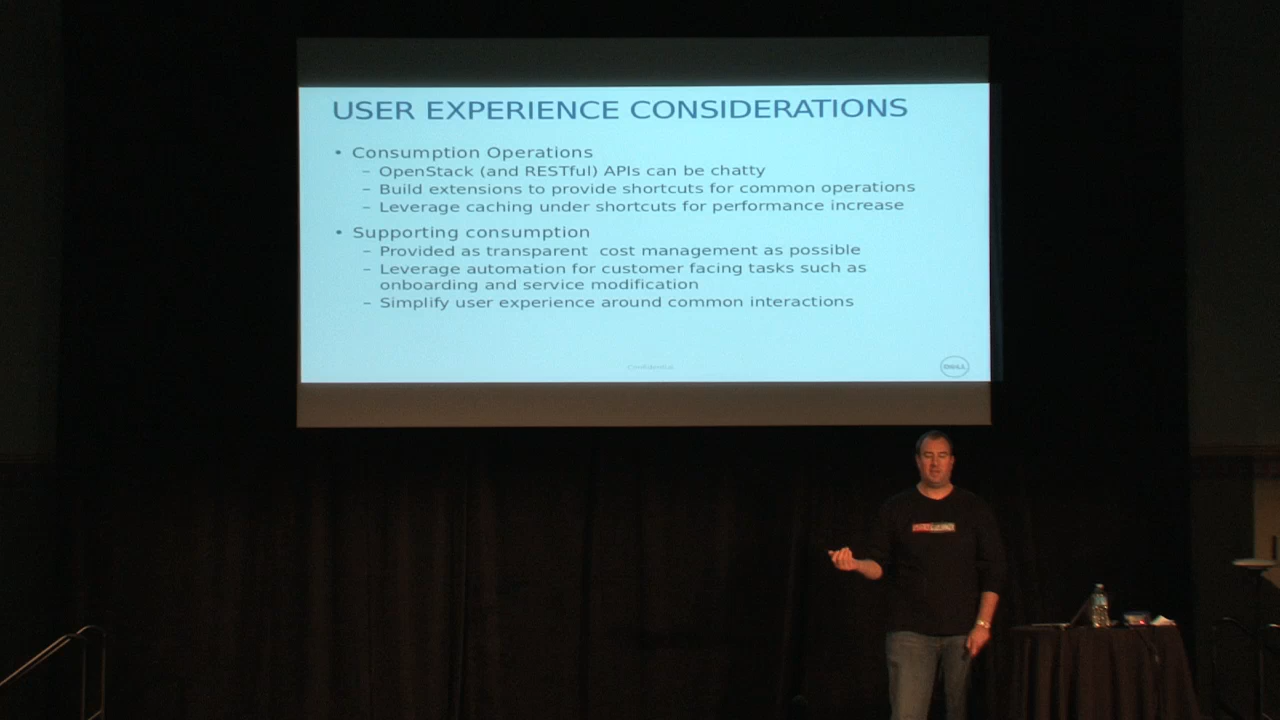 USER EXPERIENCE CONSIDERATIONS
• Consumption Operations
– OpenStack (and RESTful) APIs can be chatty
– Build extensions to provide shortcuts for common operations
– Leverage caching under shortcuts for performance increase
• Supporting consumption
– Provided as transparent  cost management as possible
– Leverage automation for customer facing tasks such as
onboarding and service modification
– Simplify user experience around common interactions
Confidential
DELL